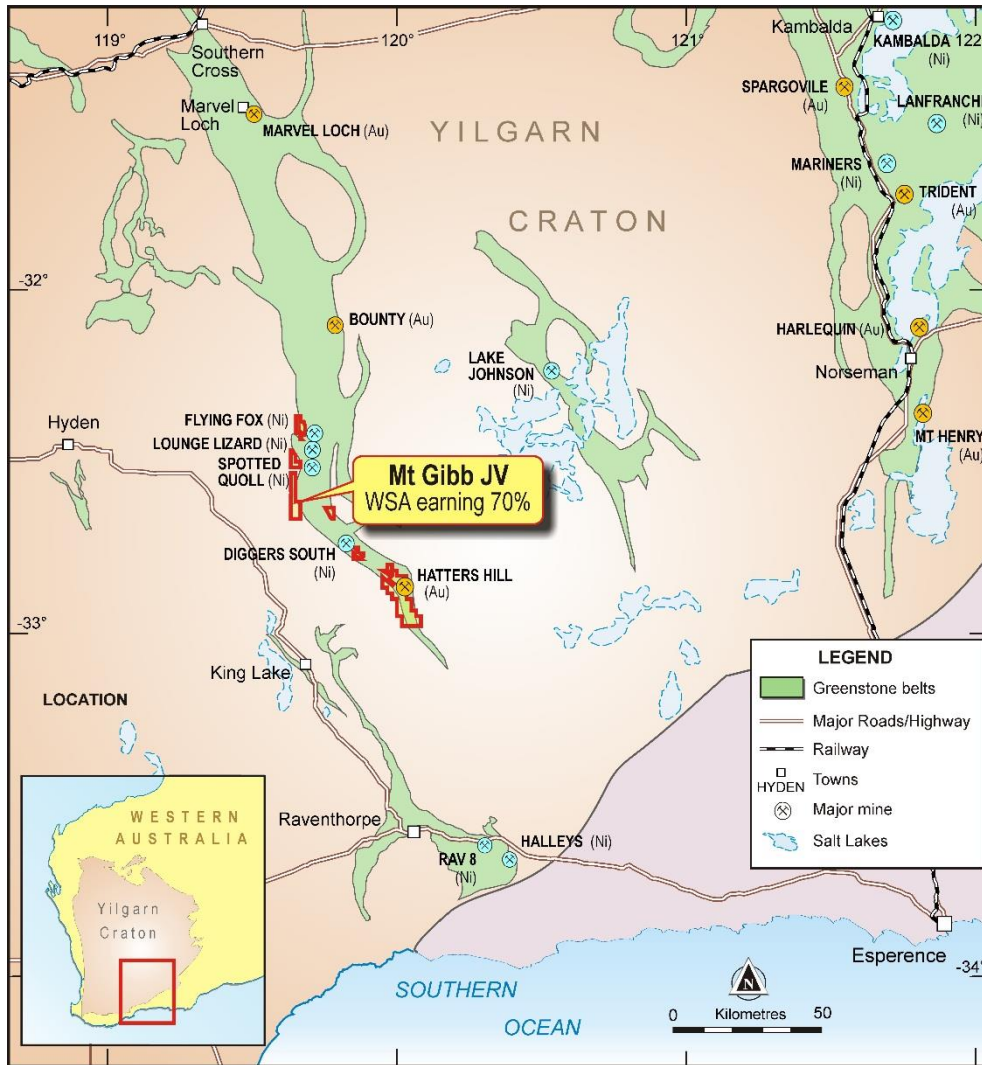 119°
120°
121°
122
Southern
Cross
Marvel
Loch
MARVEL LOCH (Au)
YILGARN
CRATON
Kambalda
KAMBALDA
(Ni)
SPARGOVILE
(Au)
LANFRANCHI
(Ni)
MARINERS
(Ni)
TRIDENT
(Au)
-32°
BOUNTY (Au)
LAKE
JOHNSON
(Ni)
HARLEQUIN (Au)
Norseman
MT HENRY
(Au)
Hyden
FLYING FOX (Ni)
LOUNGE LIZARD (Ni)
SPOTTED
QUOLL (Ni)
Mt Gibb JV
WSA earning 70%
DIGGERS SOUTH
(Ni)
HATTERS HILL
(Au)
-33°
King Lake
LOCATION
WESTERN
AUSTRALIA
Yilgarn
Craton
Raventhorpe
RAV 8
(Ni)
HALLEYS (Ni)
LEGEND
Greenstone belts
Major Roads/Highway
Railway
HYDEN
Towns
Major mine
Salt Lakes
Esperence
-34°
SOUTHERN
OCEAN
N
0
Kilometres
50